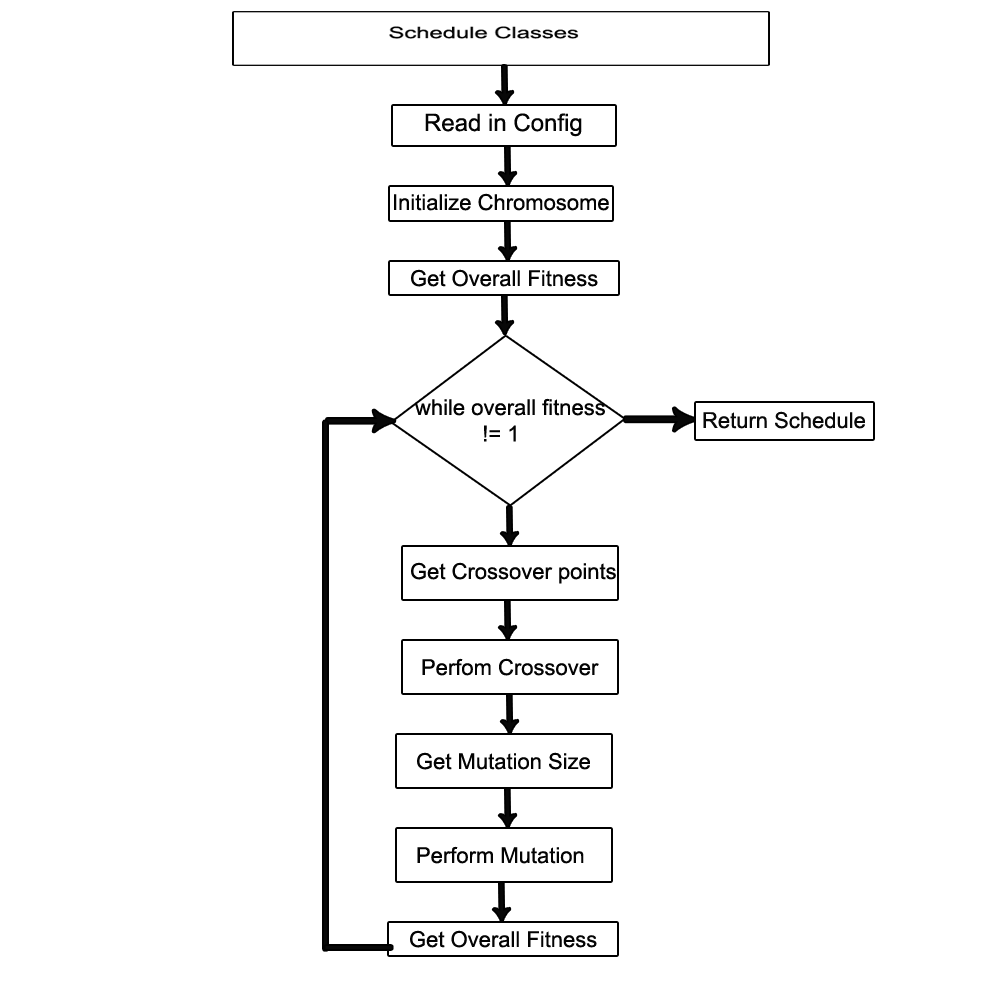 Schedule Classes
Read in Config
Initialize Chromosome
Get Overall Fitness
while overall fitness
!= 1
Return Schedule
Get Crossover points
Perfom Crossover
Get Mutation Size
Perform Mutation
Get Overall Fitness